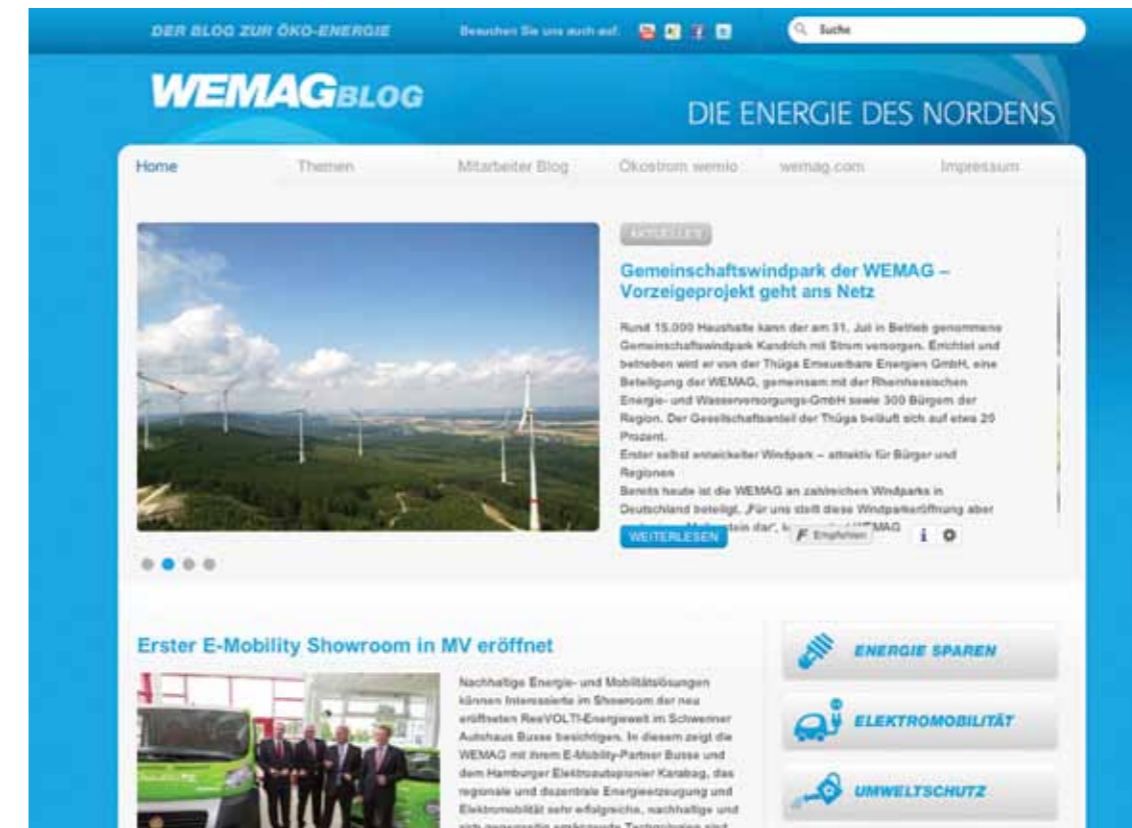 DER BLOG ZUR ÖKO-ENERGIE
Besuchen Sie uns auch auf:
Suche
WEMAGBLOG
DIE ENERGIE DES NORDENS
Home
Themen
Mitarbeiter Blog
Ökostrom wemio
wemag.com
Impressum
AKTUELLES
Gemeinschaftswindpark der WEMAG –
Vorzeigeprojekt geht ans Netz
Rund 15.000 Haushalte kann der am 31. Juli in Betrieb genommene
Gemeinschaftswindpark Kandrich mit Strom versorgen. Errichtet und
betrieben wird er von der Thüga Erneuerbare Energien GmbH, eine
Beteiligung der WEMAG, gemeinsam mit der Rheinhessischen
Energie- und Wasserversorgungs-GmbH sowie 300 Bürgern der
Region. Der Gesellschaftsanteil der Thüga beläuft sich auf etwa 20
Prozent.
Erster selbst entwickelter Windpark – attraktiv für Bürger und
Regionen
Bereits heute ist die WEMAG an zahlreichen Windparks in
Deutschland beteiligt. „Für uns stellt diese Windparkeröffnung aber
dar“, WEMAG
WEITERLESEN
Empfehlen
Erster E-Mobility Showroom in MV eröffnet
Nachhaltige Energie- und Mobilitätslösungen
können Interessierte im Showroom der neu
eröffneten ReeVOLT!-Energiewelt im Schweriner
Autohaus Busse besichtigen. In diesem zeigt die
WEMAG mit ihrem E-Mobility-Partner Busse und
dem Hamburger Elektroautopionier Karabag, das
regionale und dezentrale Energieerzeugung und
Elektromobilität sehr erfolgreiche, nachhaltige und
sich gegenseitig ergänzende Technologien sind
ENERGIE SPAREN
ELEKTROMOBILITÄT
UMWELTSCHUTZ